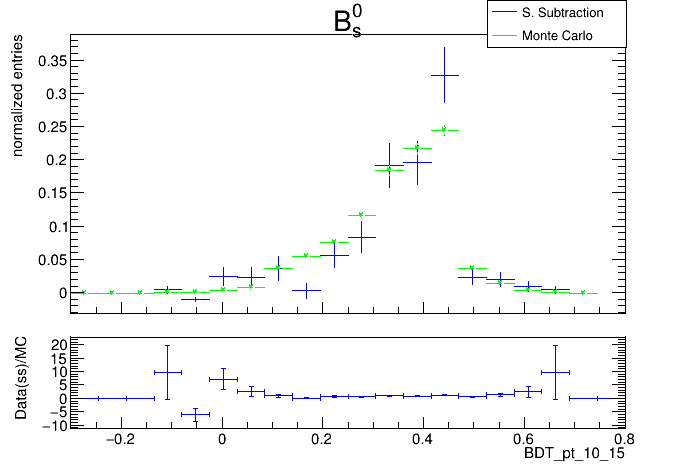 B⁰ₛ
S. Subtraction
Monte Carlo
normalized entries
0.35
0.3
0.25
0.2
0.15
0.1
0.05
0
Data(ss)/MC
20
15
10
5
0
−5
−10
−0.2 0 0.2 0.4 0.6 0.8
BDT_pt_10_15